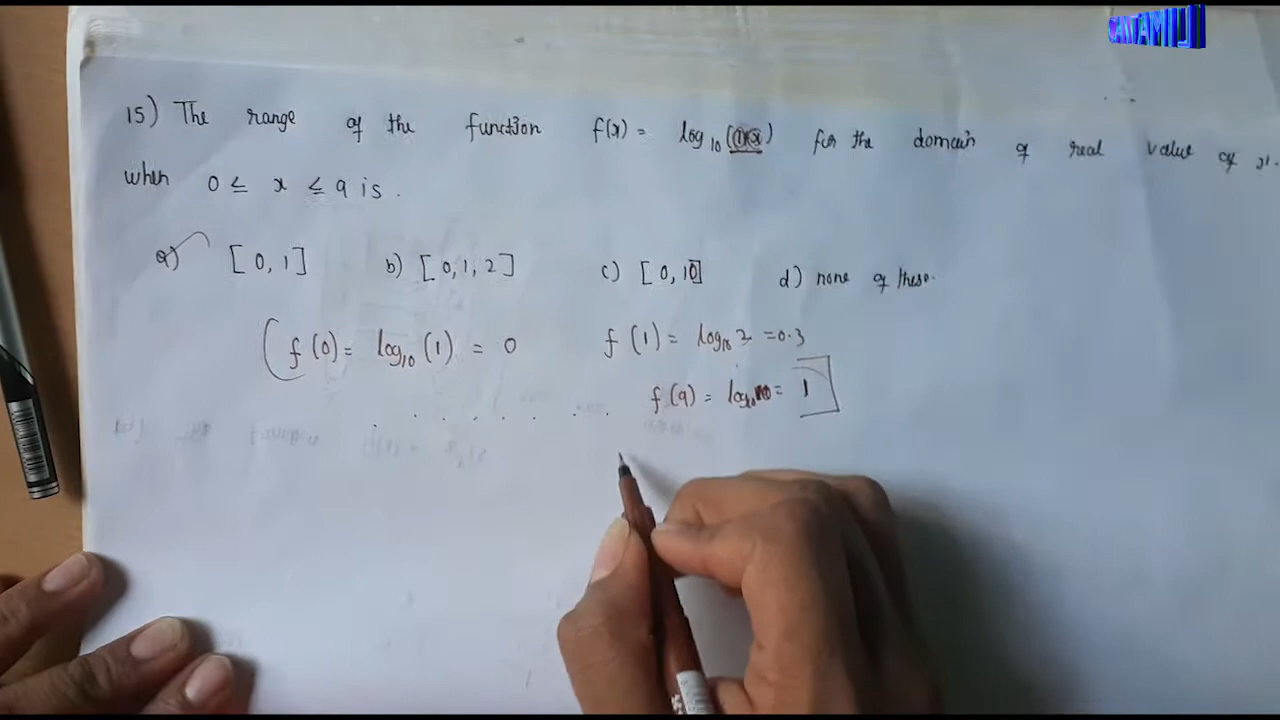 15) The range of the function f(x) = log10 (1+x) for the domain of real value of x.
when 0 ≤ x ≤ 9 is.
a) [0, 1] b) [0, 1, 2] c) [0, 10] d) none of these.
f(0) = log10 (1) = 0 f(1) = log10 2 = 0.3
f(9) = log10 10 = 1